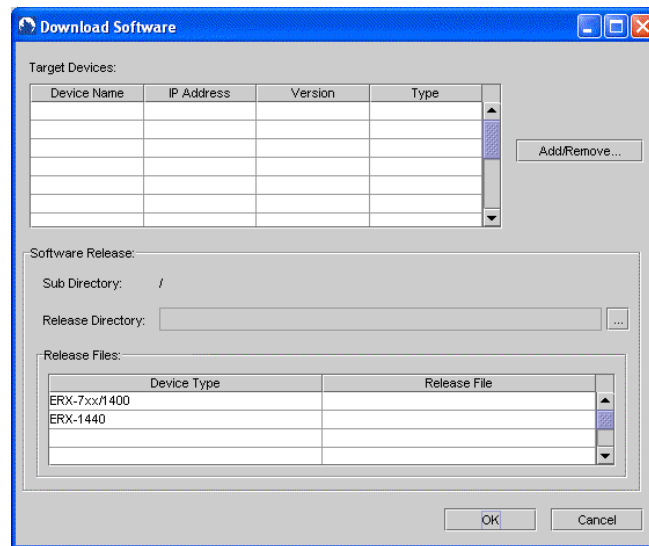 Download Software
Target Devices:
Device Name IP Address Version Type
Add/Remove...
Software Release:
Sub Directory: /
Release Directory: ...
Release Files:
Device Type Release File
ERX-7xx/1400
ERX-1440
OK Cancel